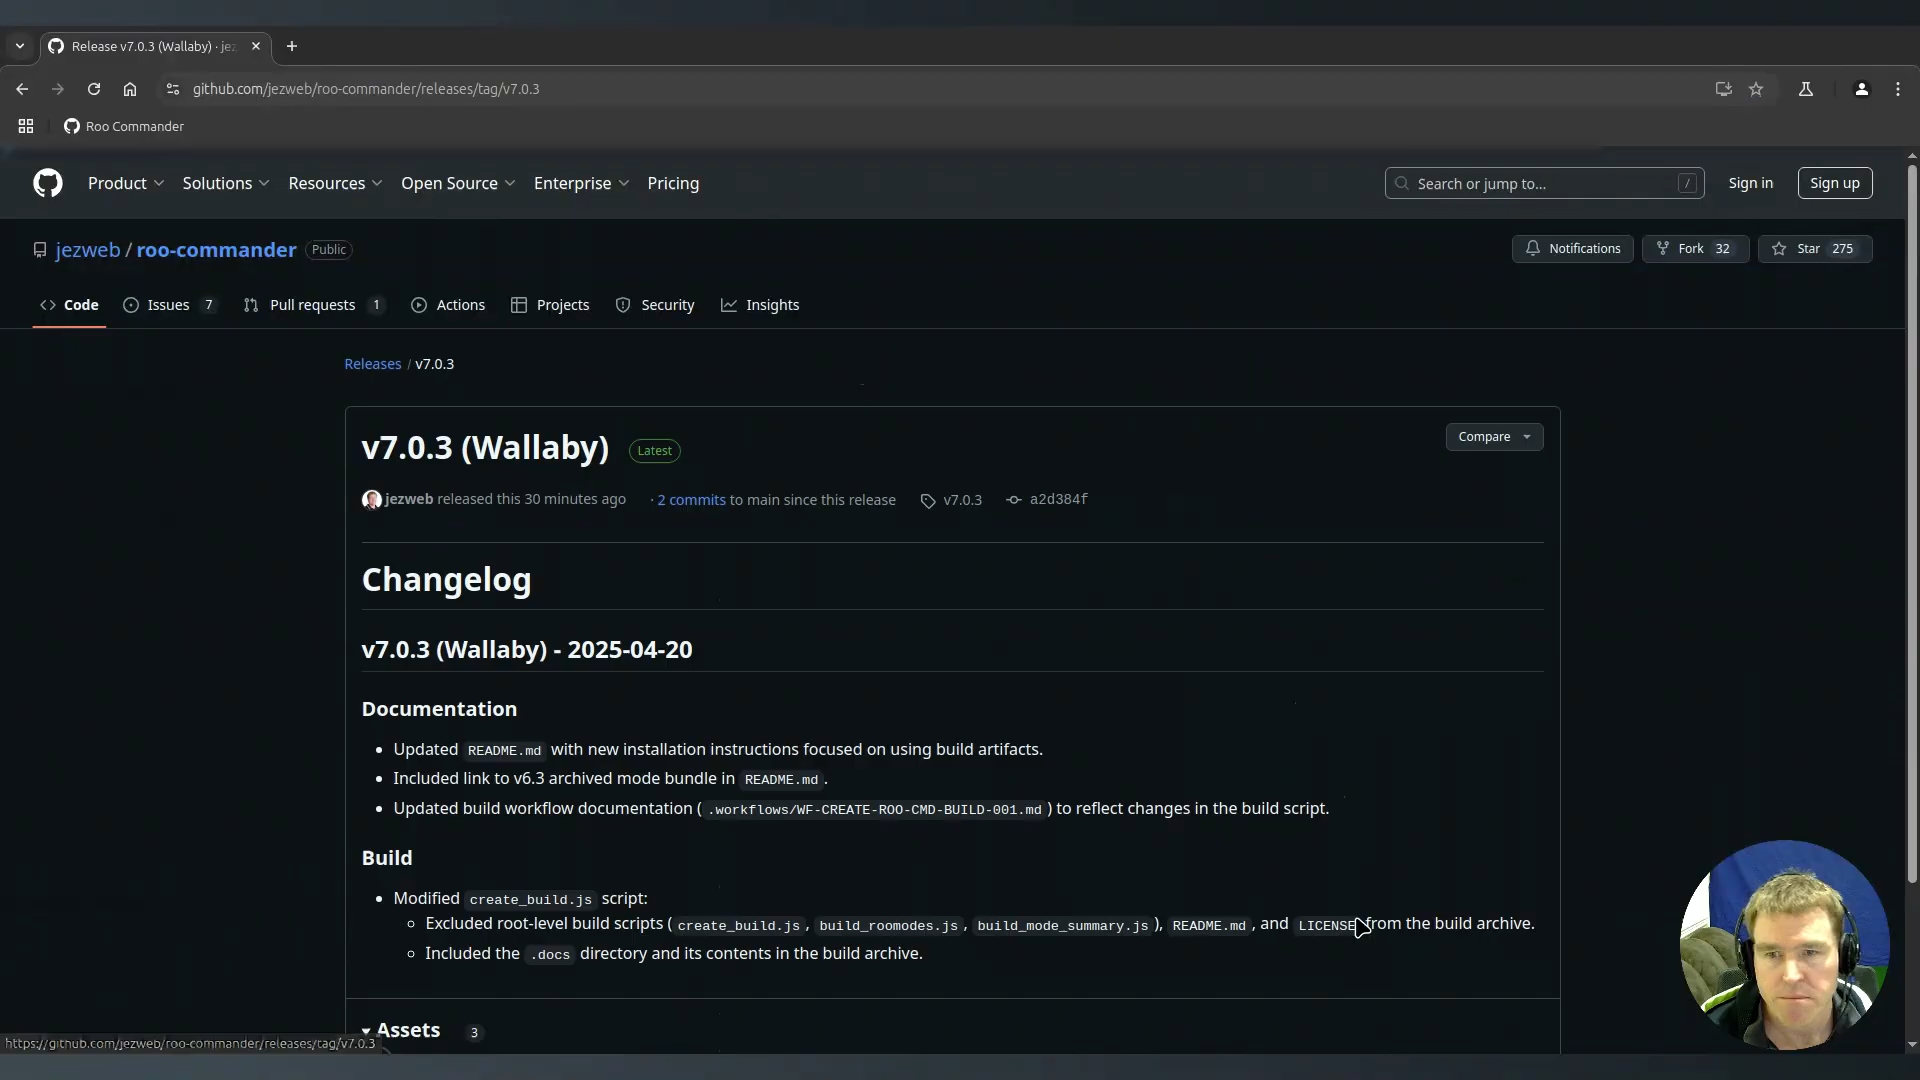 Release v7.0.3 (Wallaby) · jez
github.com/jezweb/roo-commander/releases/tag/v7.0.3
Roo Commander
Product Solutions Resources Open Source Enterprise Pricing Search or jump to... / Sign in Sign up
jezweb / roo-commander Public Notifications Fork 32 Star 275
Code Issues 7 Pull requests 1 Actions Projects Security Insights
Releases / v7.0.3
v7.0.3 (Wallaby) Latest Compare
jezweb released this 30 minutes ago · 2 commits to main since this release v7.0.3 a2d384f
Changelog
v7.0.3 (Wallaby) - 2025-04-20
Documentation
• Updated README.md with new installation instructions focused on using build artifacts.
• Included link to v6.3 archived mode bundle in README.md.
• Updated build workflow documentation (.workflows/WF-CREATE-ROO-CMD-BUILD-001.md) to reflect changes in the build script.
Build
• Modified create_build.js script:
◦ Excluded root-level build scripts (create_build.js, build_roomodes.js, build_mode_summary.js), README.md, and LICENSE from the build archive.
◦ Included the .docs directory and its contents in the build archive.
Assets 3
https://github.com/jezweb/roo-commander/releases/tag/v7.0.3